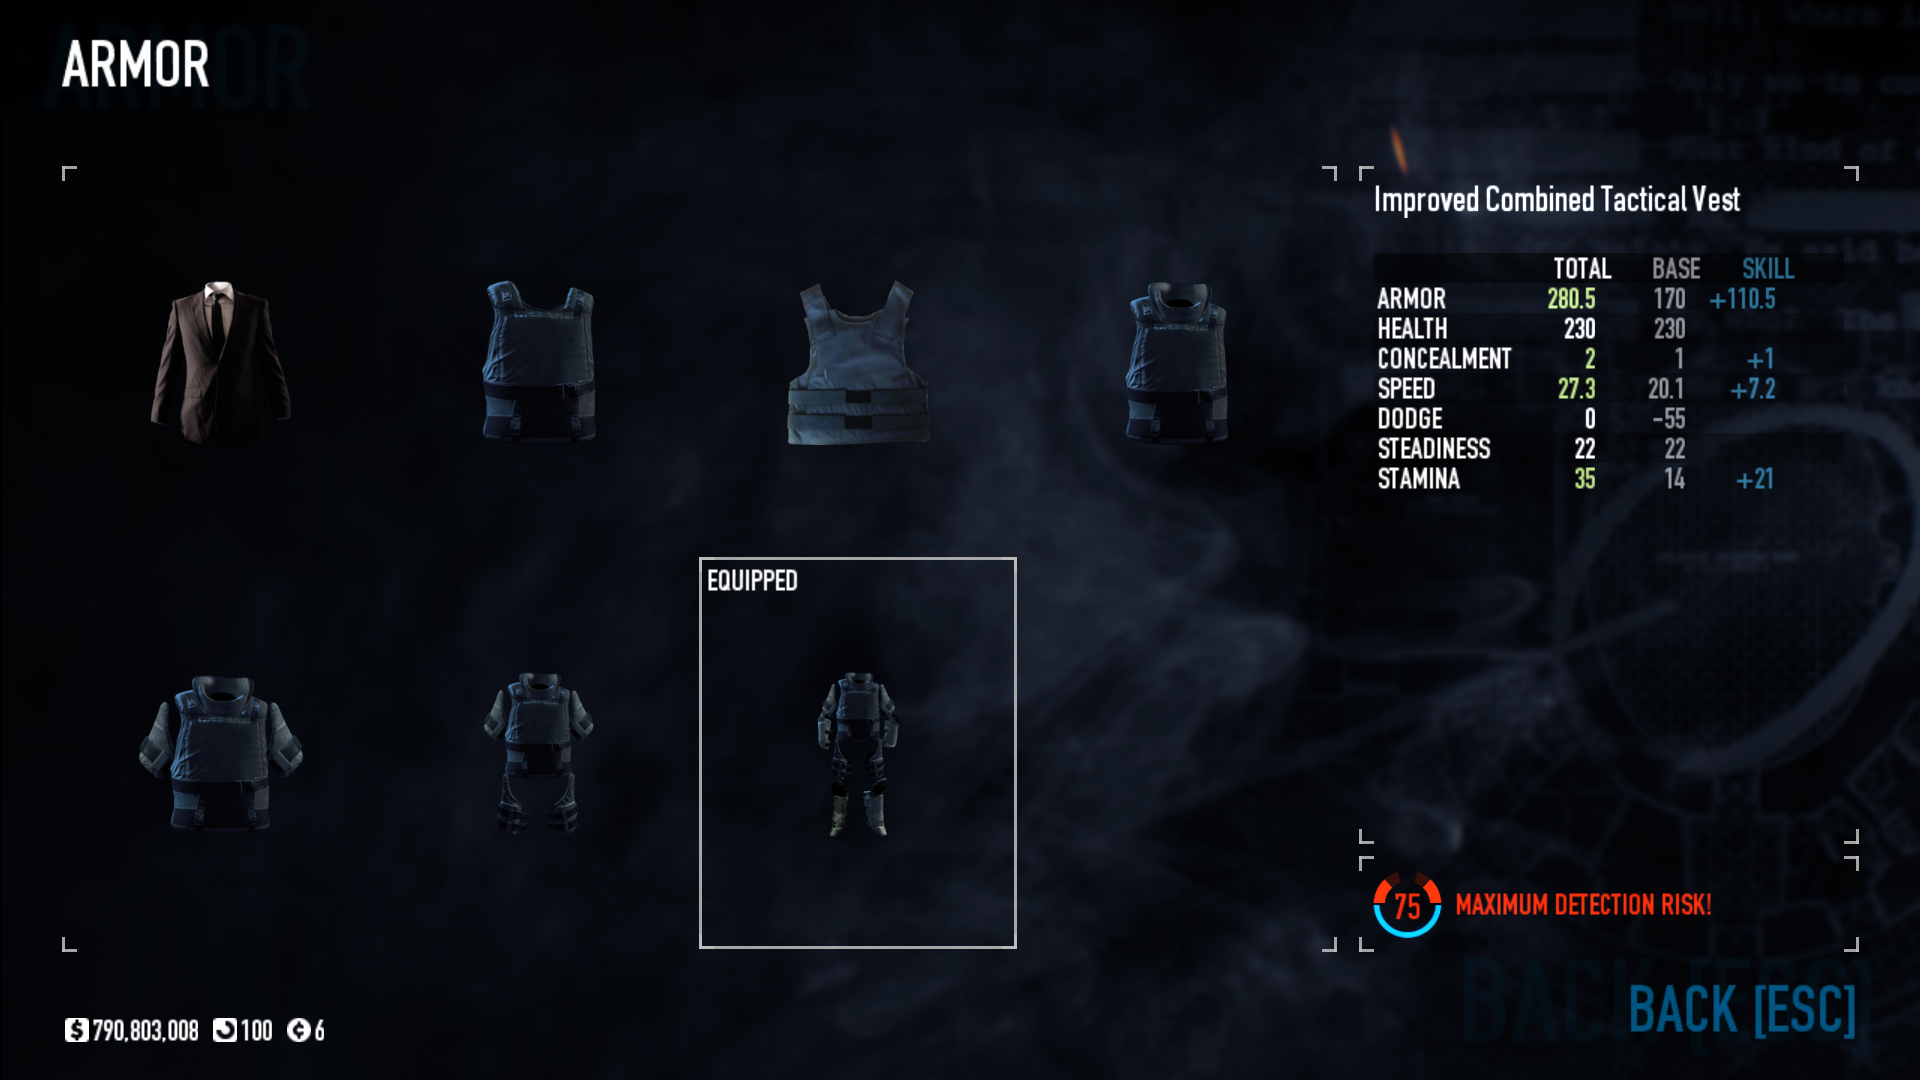 ARMOR
Improved Combined Tactical Vest
TOTAL BASE SKILL
ARMOR 280.5 170 +110.5
HEALTH 230 230
CONCEALMENT 2 1 +1
SPEED 27.3 20.1 +7.2
DODGE 0 -55
STEADINESS 22 22
STAMINA 35 14 +21
EQUIPPED
75 MAXIMUM DETECTION RISK!
$ 790,803,008 100 6
BACK [ESC]